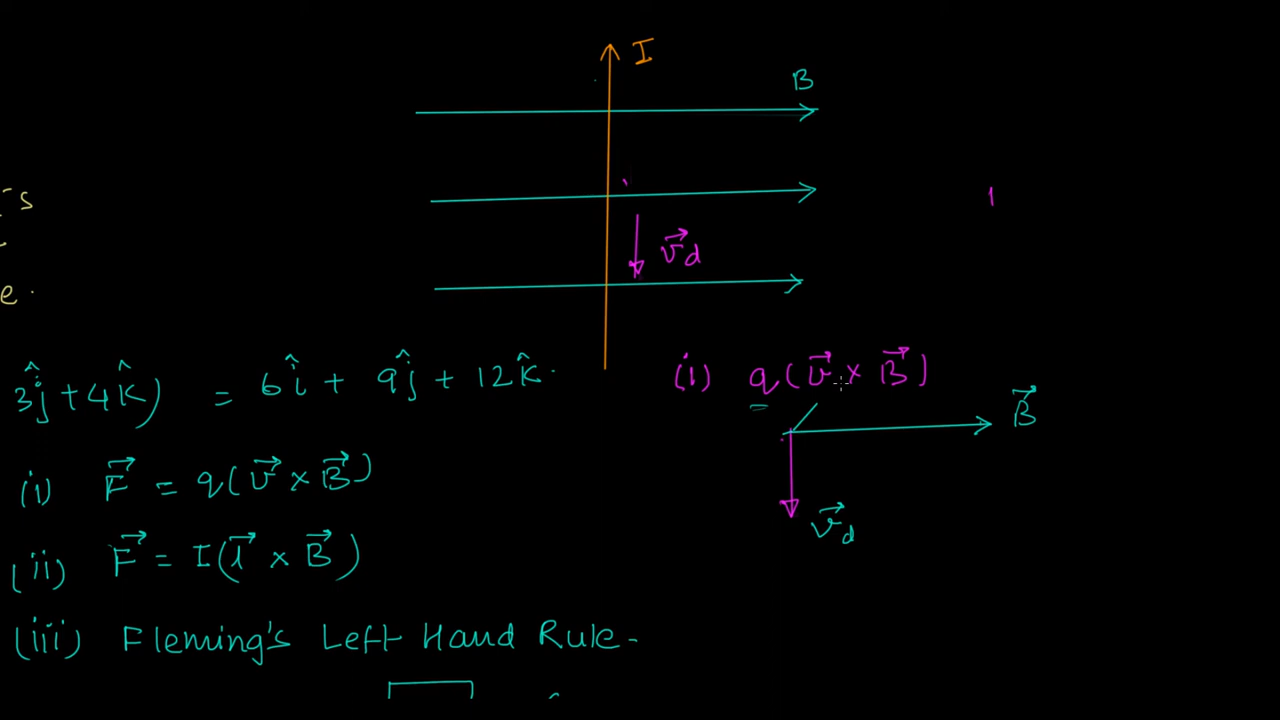 I
B
v⃗d
3ĵ + 4k̂) = 6î + 9ĵ + 12k̂.
(i) q(v⃗ × B⃗)
B⃗
v⃗d
(i) F⃗ = q(v⃗ × B⃗)
(ii) F⃗ = I(l⃗ × B⃗)
(iii) Fleming's Left Hand Rule-